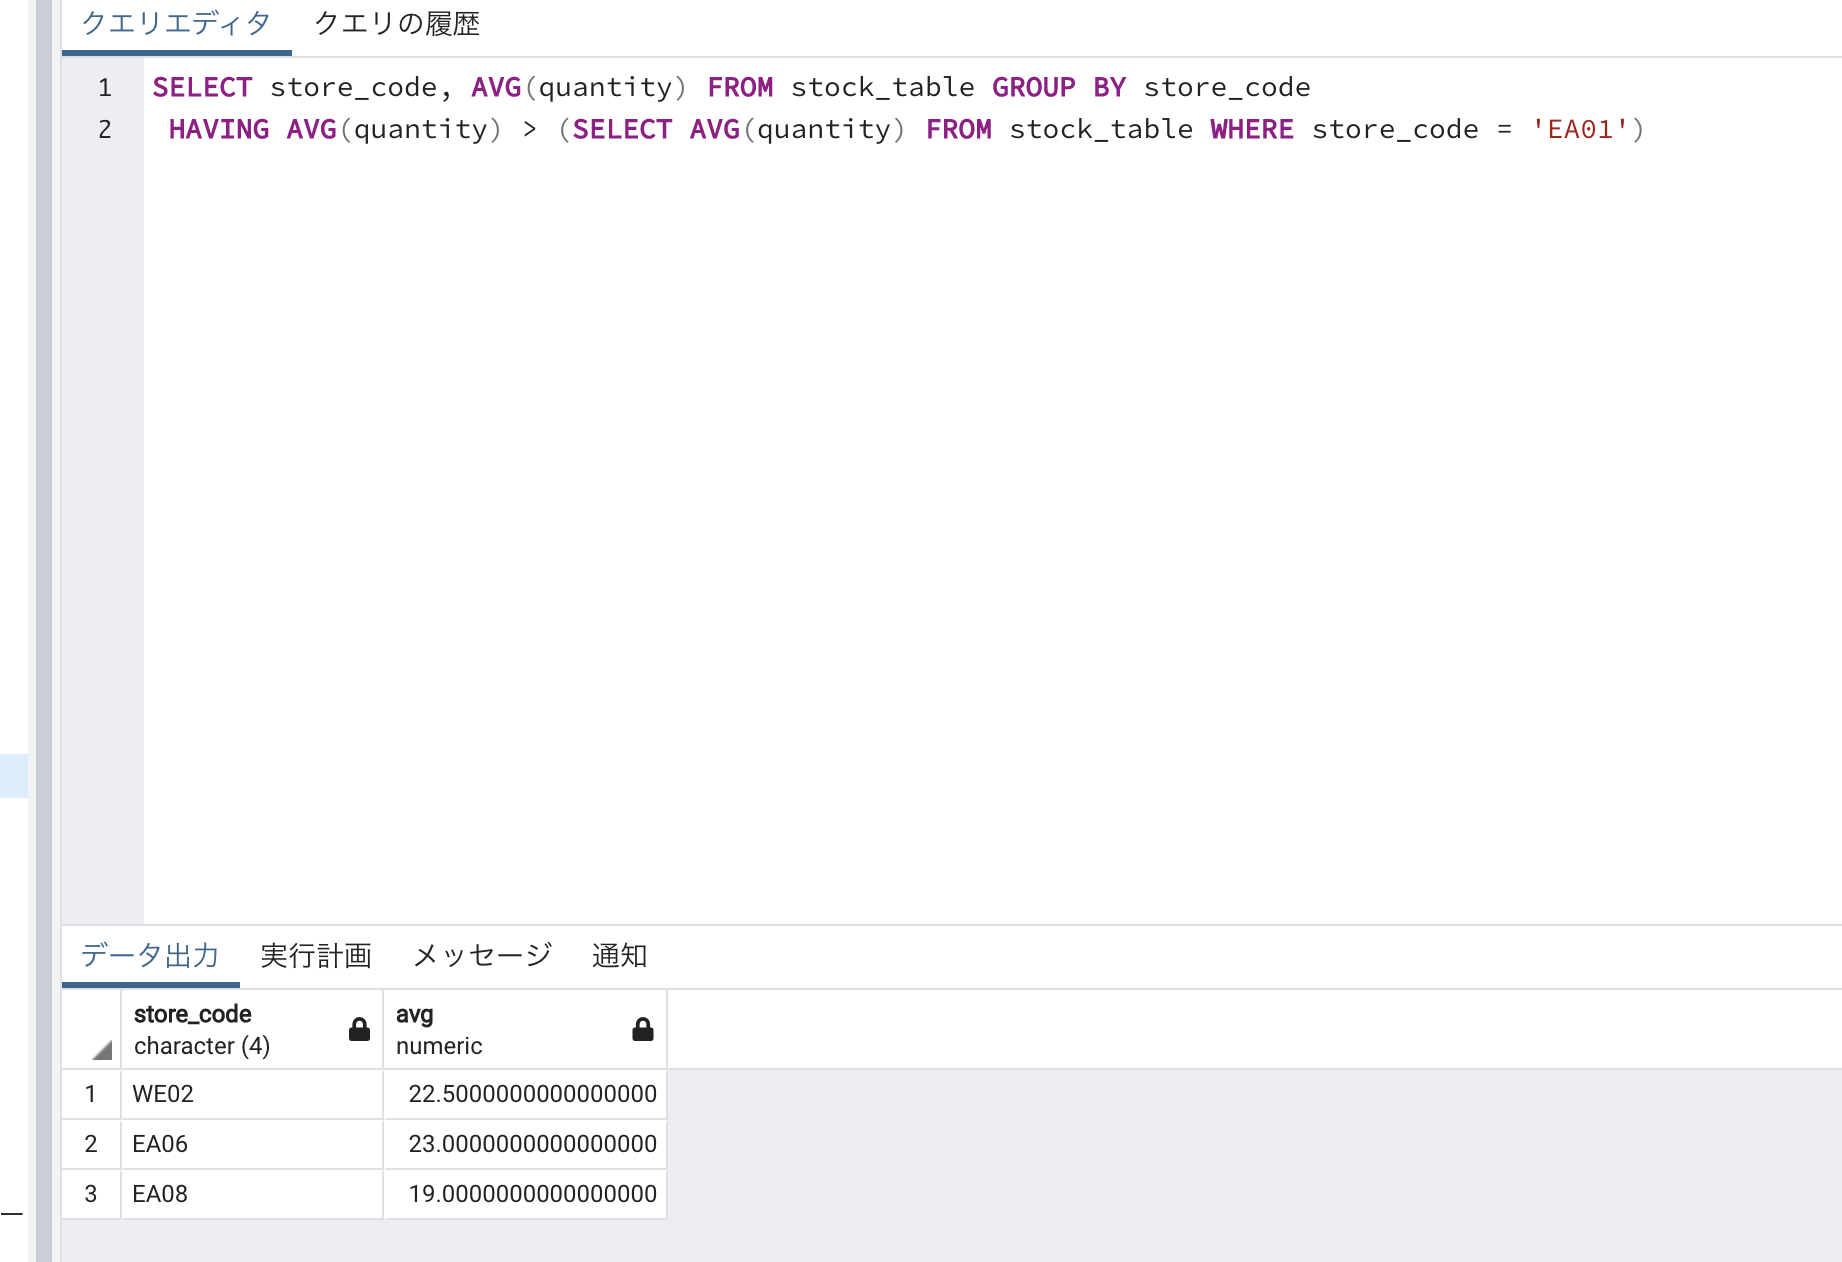 クエリエディタ クエリの履歴
1 SELECT store_code, AVG(quantity) FROM stock_table GROUP BY store_code
2 HAVING AVG(quantity) > (SELECT AVG(quantity) FROM stock_table WHERE store_code = 'EA01')
データ出力 実行計画 メッセージ 通知
store_code avg
character (4) numeric
1 WE02 22.5000000000000000
2 EA06 23.0000000000000000
3 EA08 19.0000000000000000